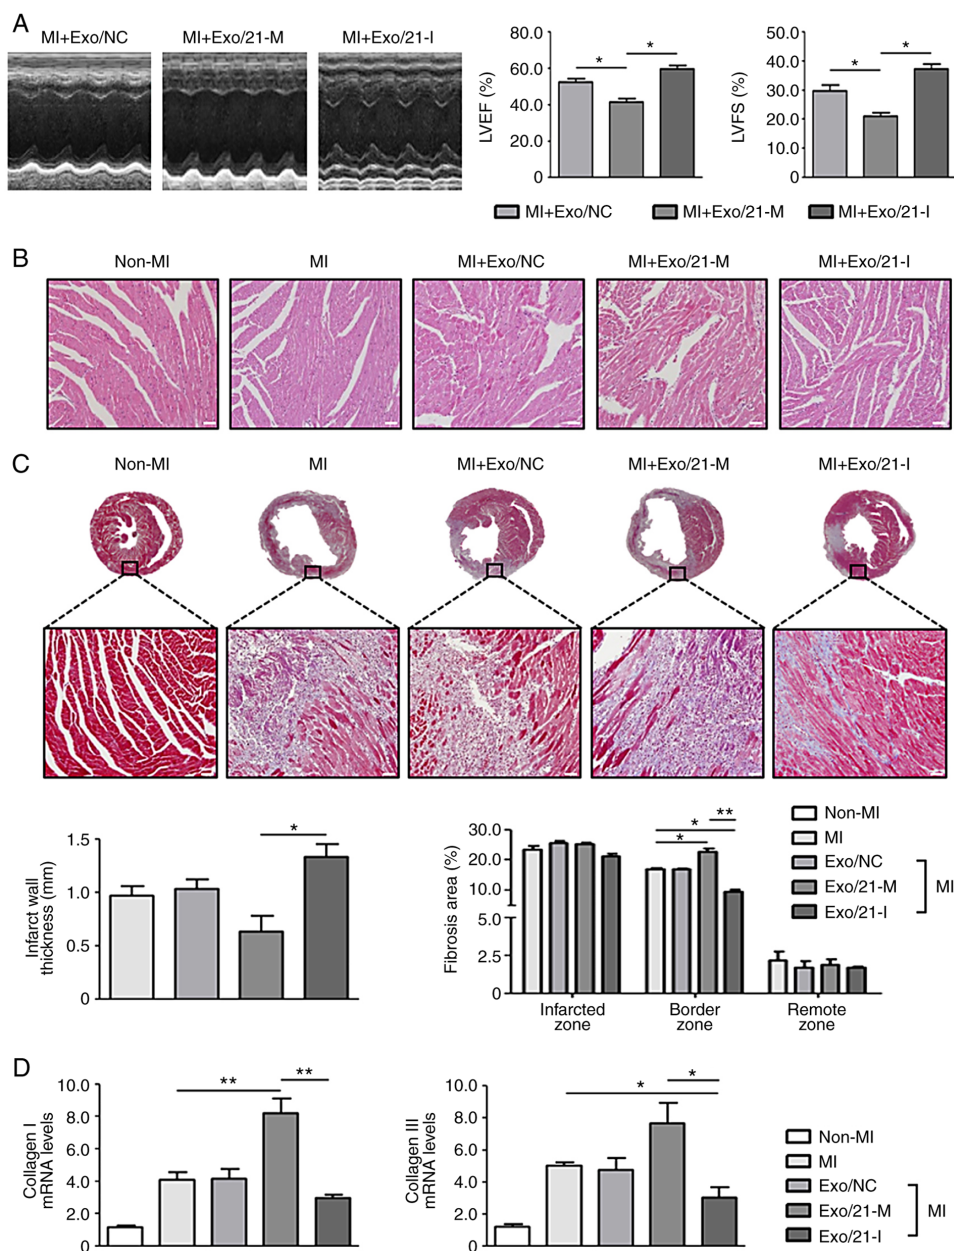 A
MI+Exo/NC MI+Exo/21-M MI+Exo/21-I
LVEF (%)
80.0
60.0
40.0
20.0
0
* *
LVFS (%)
50.0
40.0
30.0
20.0
10.0
0
* *
MI+Exo/NC MI+Exo/21-M MI+Exo/21-I
B
Non-MI MI MI+Exo/NC MI+Exo/21-M MI+Exo/21-I
C
Non-MI MI MI+Exo/NC MI+Exo/21-M MI+Exo/21-I
Infarct wall
thickness (mm)
1.5
1.0
0.5
0
*
Fibrosis area (%)
30.0
20.0
10.0
5.0
2.5
0
**
*
*
Infarcted
zone
Border
zone
Remote
zone
Non-MI
MI
Exo/NC
Exo/21-M
Exo/21-I
MI
D
Collagen I
mRNA levels
10.0
8.0
6.0
4.0
2.0
0
** **
Collagen III
mRNA levels
10.0
8.0
6.0
4.0
2.0
0
* *
Non-MI
MI
Exo/NC
Exo/21-M
Exo/21-I
MI